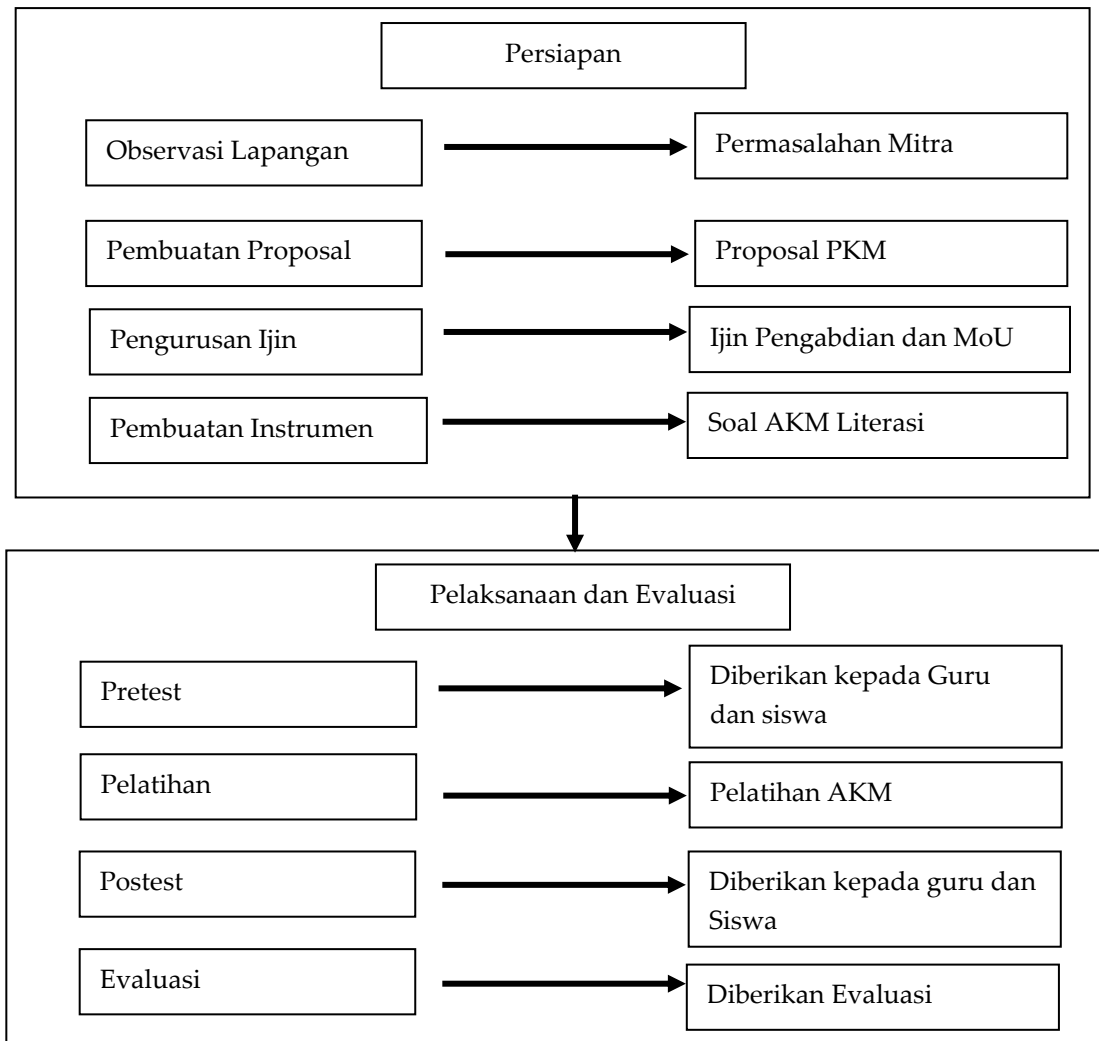 Persiapan
Observasi Lapangan
Permasalahan Mitra
Pembuatan Proposal
Proposal PKM
Pengurusan Ijin
Ijin Pengabdian dan MoU
Pembuatan Instrumen
Soal AKM Literasi
Pelaksanaan dan Evaluasi
Pretest
Diberikan kepada Guru
dan siswa
Pelatihan
Pelatihan AKM
Postest
Diberikan kepada guru dan
Siswa
Evaluasi
Diberikan Evaluasi